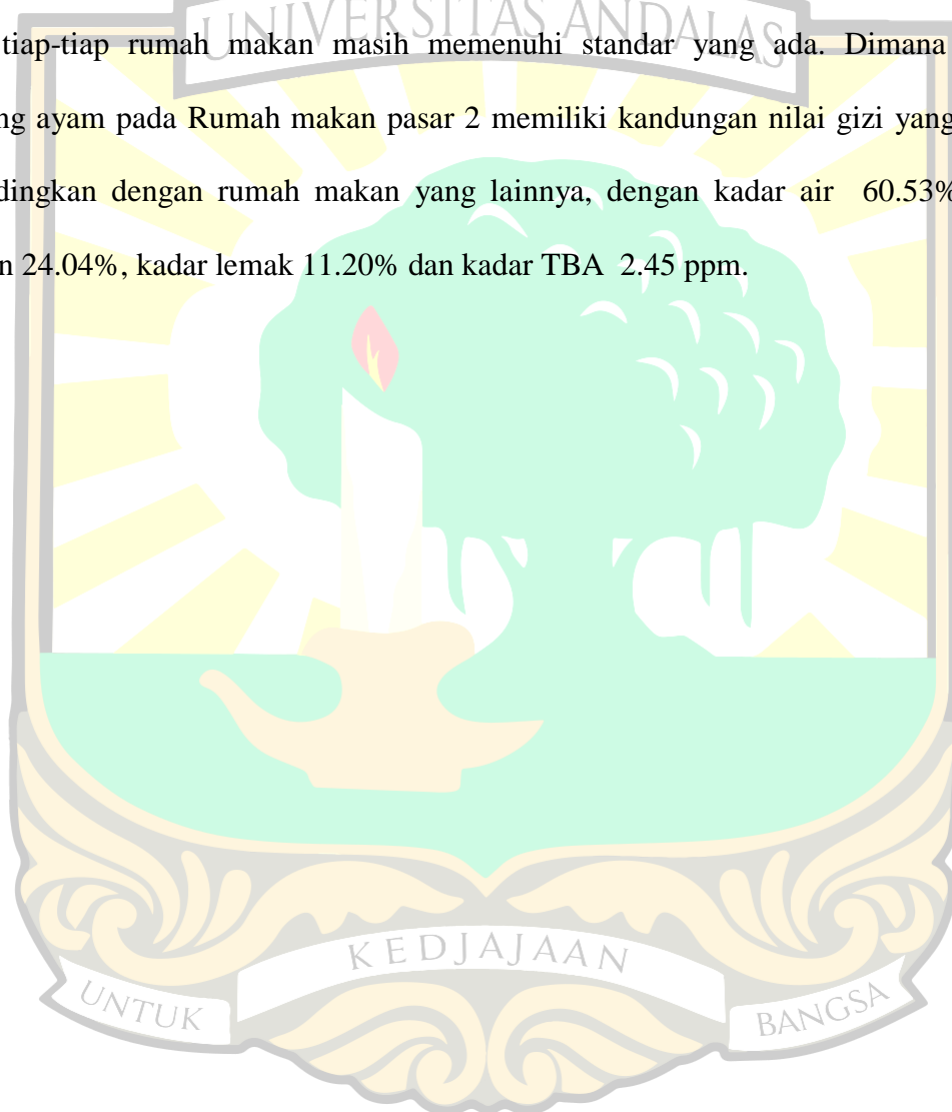 UNIVERSITAS ANDALAS
tiap-tiap rumah makan masih memenuhi standar yang ada. Dimana
ng ayam pada Rumah makan pasar 2 memiliki kandungan nilai gizi yang
dingkan dengan rumah makan yang lainnya, dengan kadar air 60.53%
n 24.04%, kadar lemak 11.20% dan kadar TBA 2.45 ppm.
KEDJAJAAN
UNTUK
BANGSA